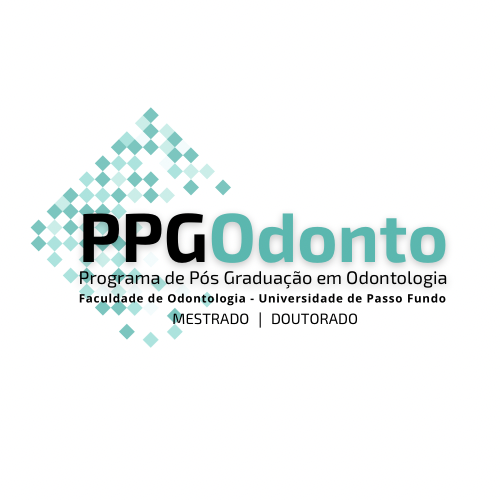 PPGOdonto
Programa de Pós Graduação em Odontologia
Faculdade de Odontologia - Universidade de Passo Fundo
MESTRADO | DOUTORADO